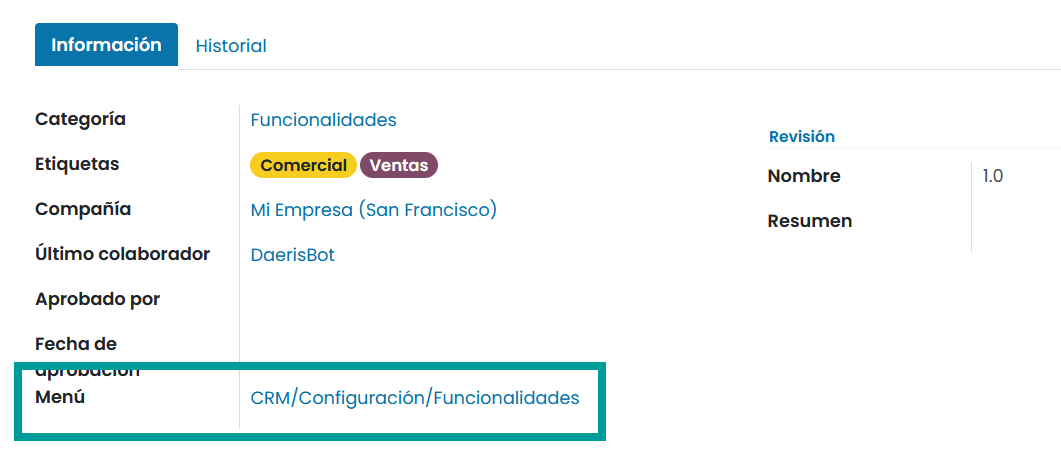 Información Historial
Categoría Funcionalidades
Revisión
Etiquetas Comercial Ventas
Nombre 1.0
Compañía Mi Empresa (San Francisco)
Resumen
Último colaborador DaerisBot
Aprobado por
Fecha de
aprobación
Menú CRM/Configuración/Funcionalidades